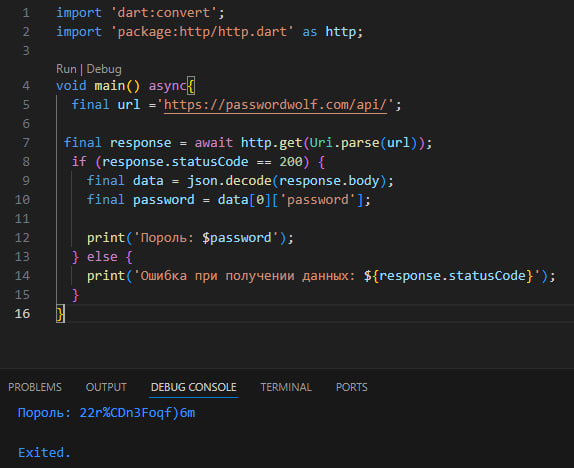 1 import 'dart:convert';
2 import 'package:http/http.dart' as http;
3
Run | Debug
4 void main() async{
5   final url ='https://passwordwolf.com/api/';
6
7  final response = await http.get(Uri.parse(url));
8   if (response.statusCode == 200) {
9     final data = json.decode(response.body);
10     final password = data[0]['password'];
11
12     print('Пороль: $password');
13   } else {
14     print('Ошибка при получении данных: ${response.statusCode}');
15   }
16 }
PROBLEMS OUTPUT DEBUG CONSOLE TERMINAL PORTS
Пороль: 22r%CDn3Foqf)6m
Exited.